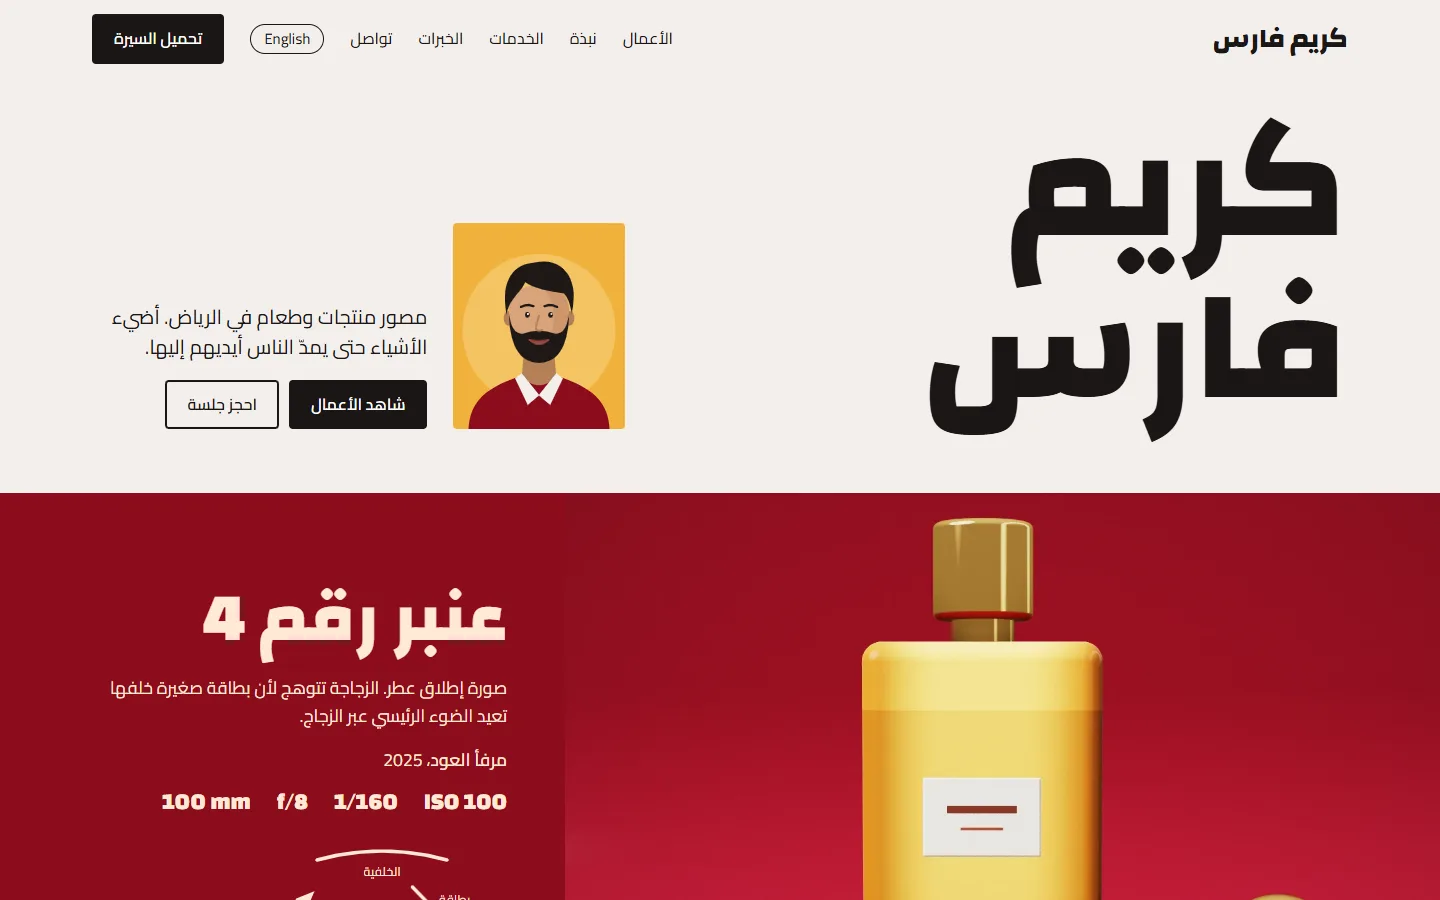 كريم فارس
الأعمال
نبذة
الخدمات
الخبرات
تواصل
English
تحميل السيرة
كريم
فارس
مصور منتجات وطعام في الرياض. أضيء
الأشياء حتى يمدّ الناس أيديهم إليها.
شاهد الأعمال
احجز جلسة
عنبر رقم 4
صورة إطلاق عطر. الزجاجة تتوهج لأن بطاقة صغيرة خلفها
تعيد الضوء الرئيسي عبر الزجاج.
مرفأ العود، 2025
ISO 100
1/160
f/8
100 mm
الخلفية
بطاقة